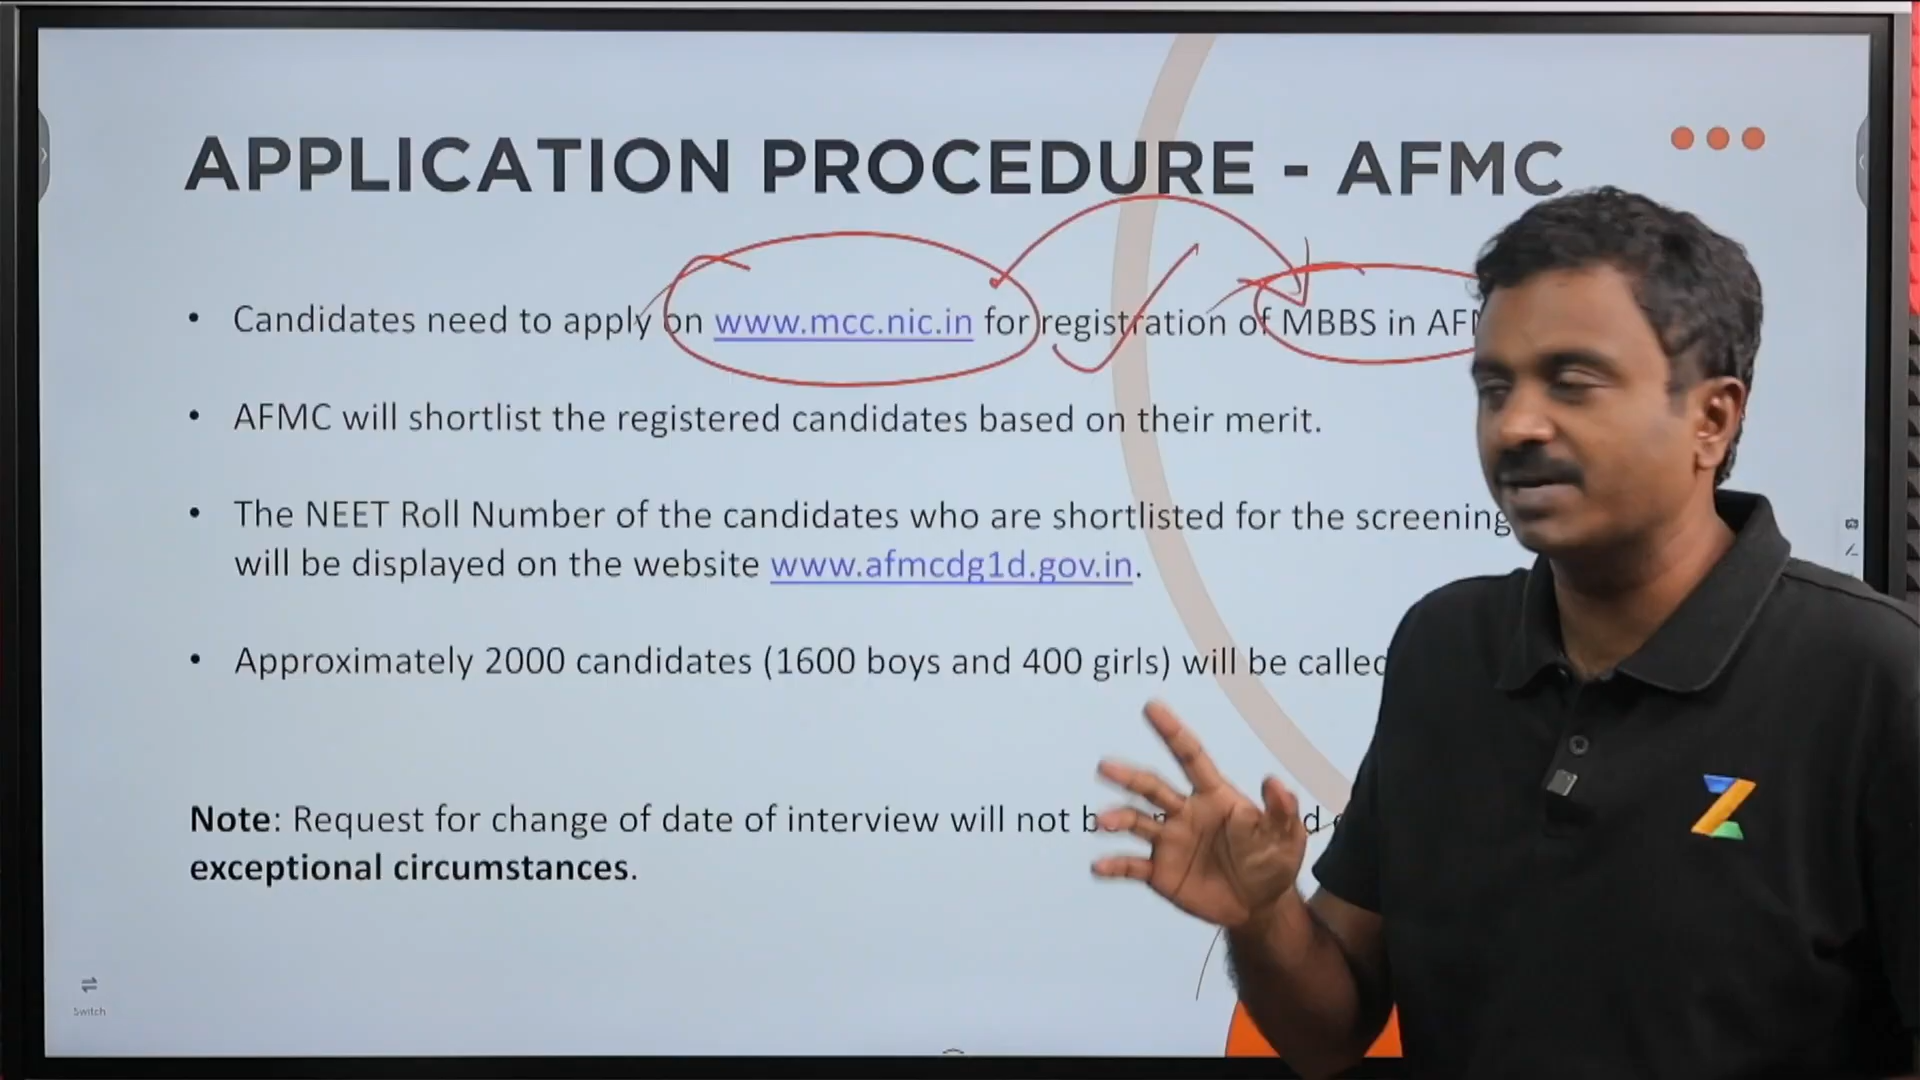 APPLICATION PROCEDURE - AFMC
• Candidates need to apply on www.mcc.nic.in for registration of MBBS in
• AFMC will shortlist the registered candidates based on their merit.
• The NEET Roll Number of the candidates who are shortlisted for the screening
will be displayed on the website www.afmcdg1d.gov.in.
• Approximately 2000 candidates (1600 boys and 400 girls) will be called
Note: Request for change of date of interview will not
exceptional circumstances.
Switch